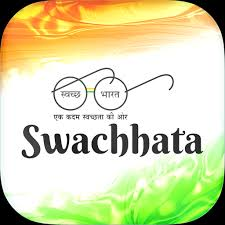 स्वच्छ भारत
एक कदम स्वच्छता की ओर
Swachhata